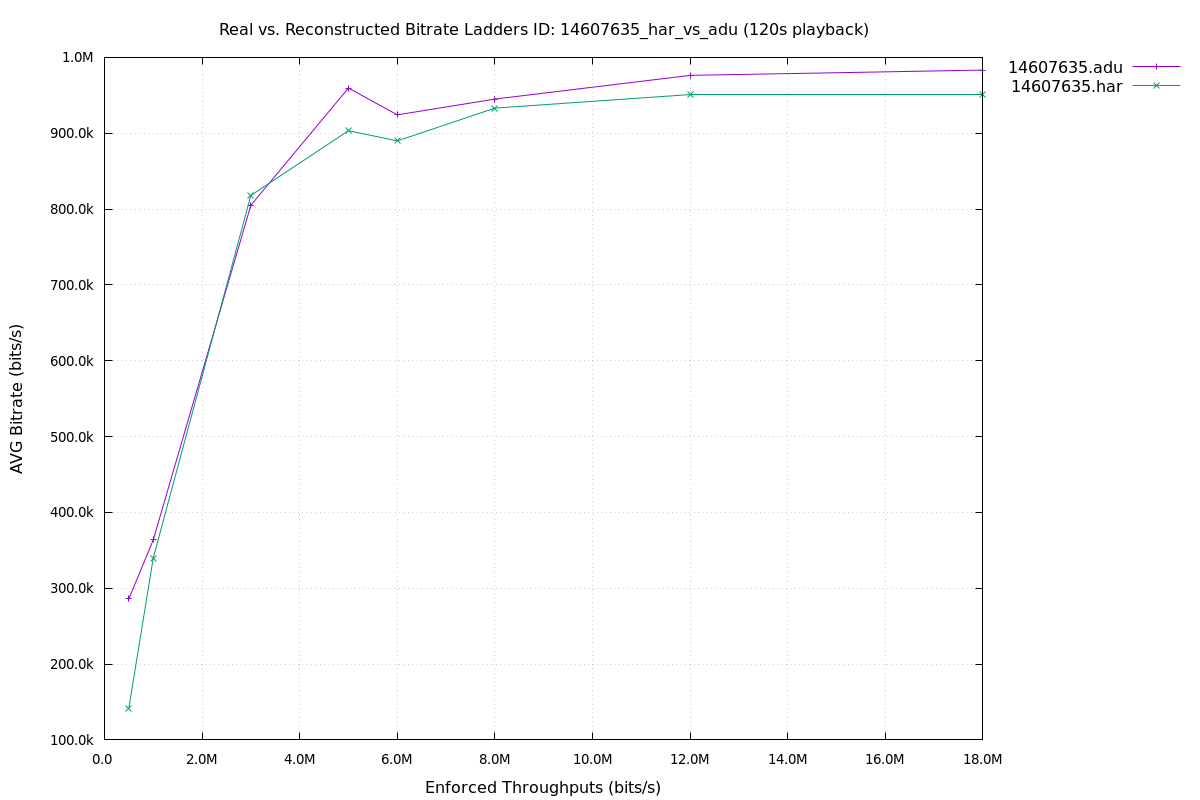 Real vs. Reconstructed Bitrate Ladders ID: 14607635_har_vs_adu (120s playback)
14607635.adu
14607635.har
1.0M
900.0k
800.0k
700.0k
600.0k
500.0k
400.0k
300.0k
200.0k
100.0k
AVG Bitrate (bits/s)
0.0 2.0M 4.0M 6.0M 8.0M 10.0M 12.0M 14.0M 16.0M 18.0M
Enforced Throughputs (bits/s)